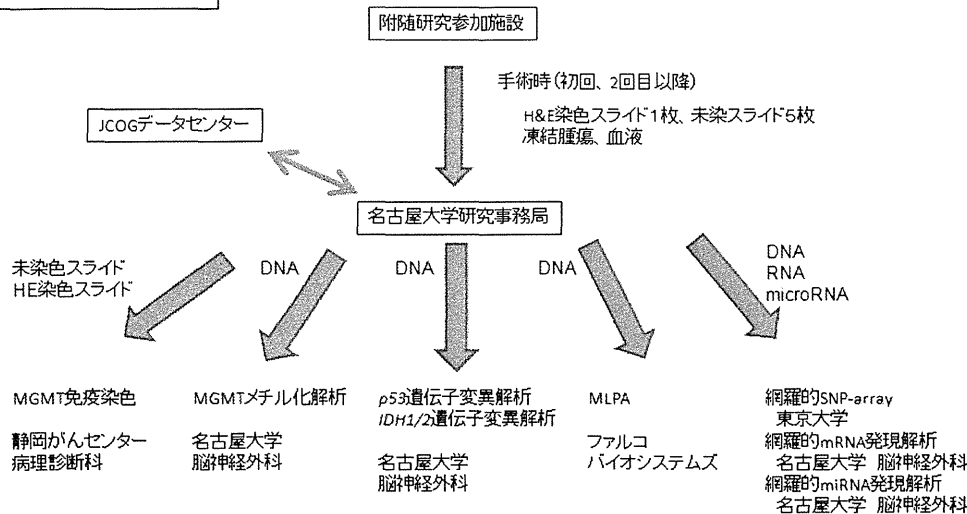 附随研究参加施設
手術時(初回、2回目以降)
H&E染色スライド1枚、未染スライド5枚
凍結腫瘍、血液
JCOGデータセンター
名古屋大学研究事務局
未染色スライド
HE染色スライド
DNA
DNA
DNA
DNA
RNA
microRNA
MGMT免疫染色
静岡がんセンター
病理診断科
MGMTメチル化解析
名古屋大学
脳神経外科
p53遺伝子変異解析
IDH1/2遺伝子変異解析
名古屋大学
脳神経外科
MLPA
ファルコ
バイオシステムズ
網羅的SNP-array
東京大学
網羅的mRNA発現解析
名古屋大学 脳神経外科
網羅的miRNA発現解析
名古屋大学 脳神経外科